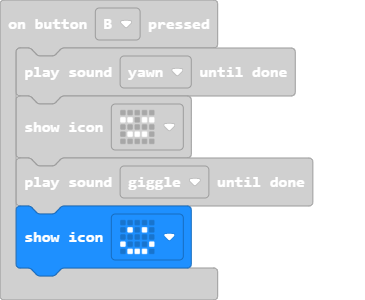 on button B pressed
play sound yawn until done
show icon
play sound giggle until done
show icon